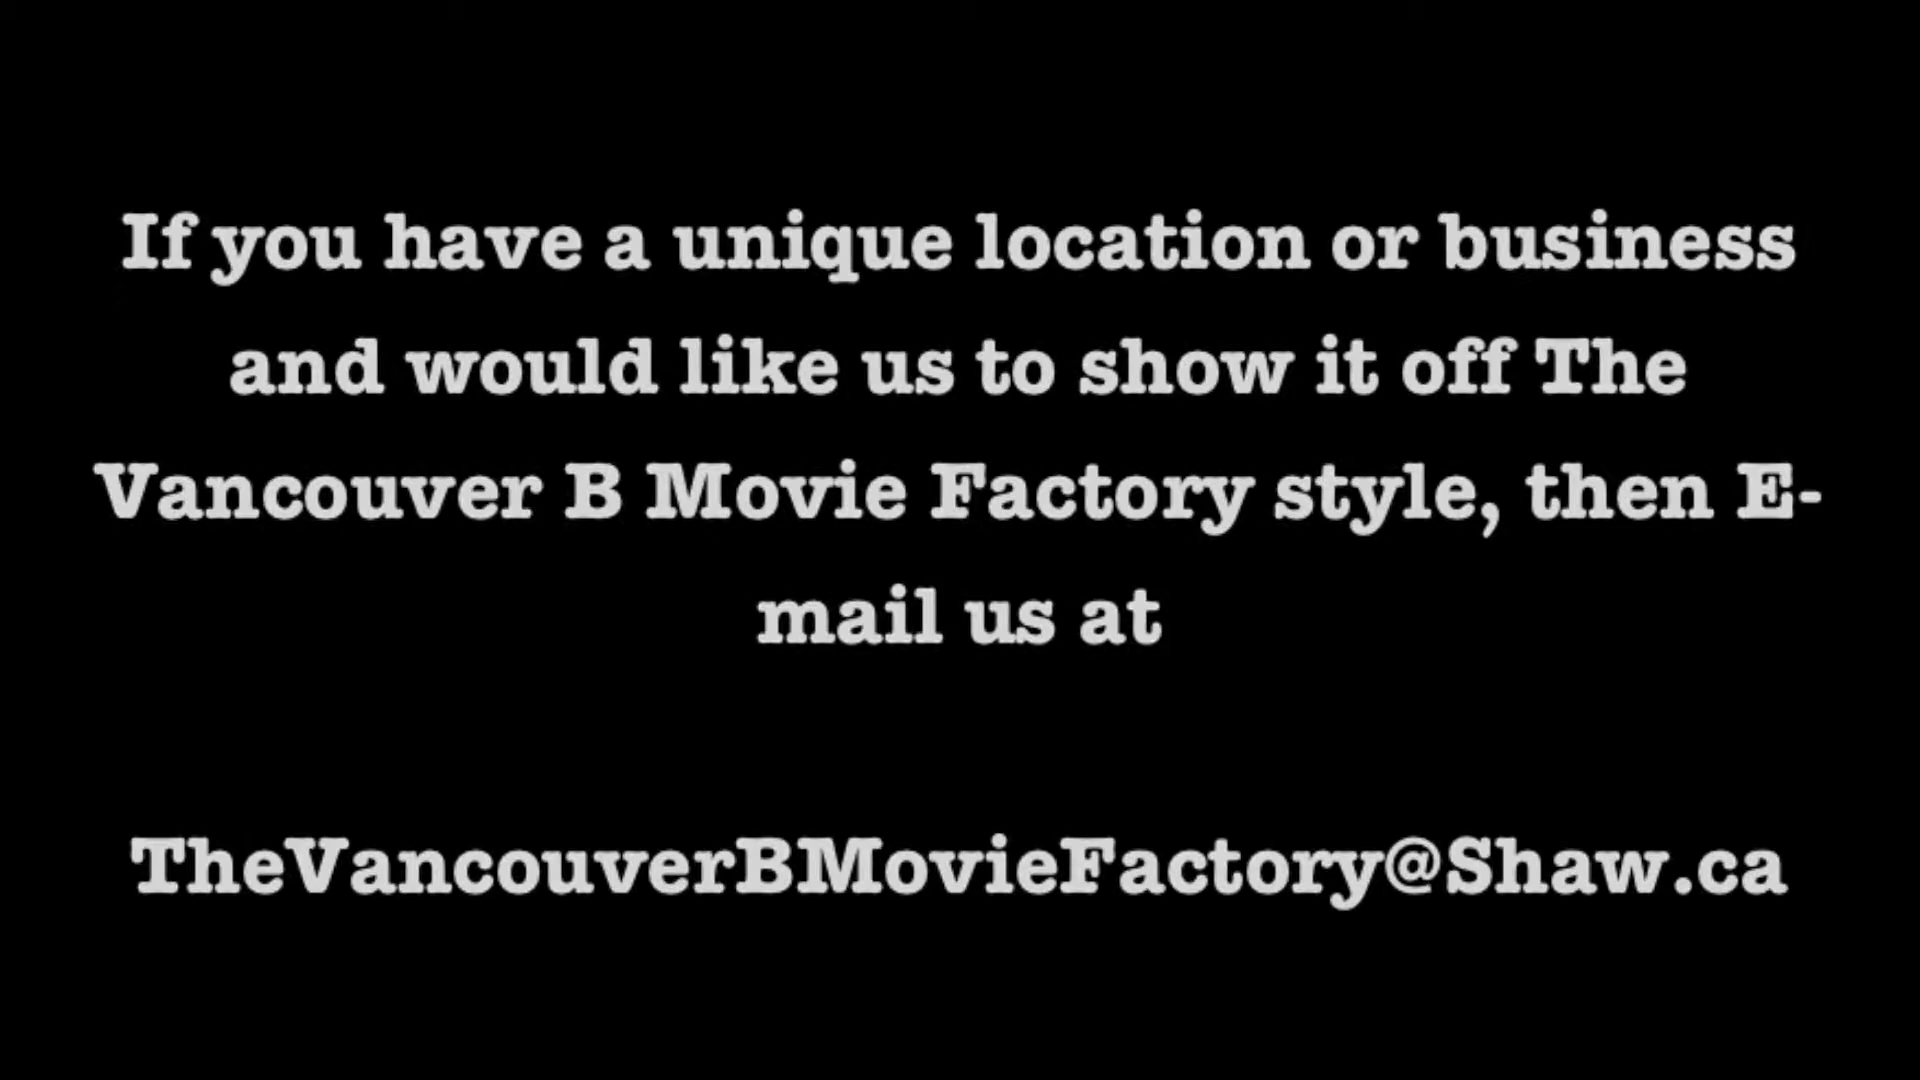 If you have a unique location or business
and would like us to show it off The
Vancouver B Movie Factory style, then E-
mail us at
TheVancouverBMovieFactory@Shaw.ca